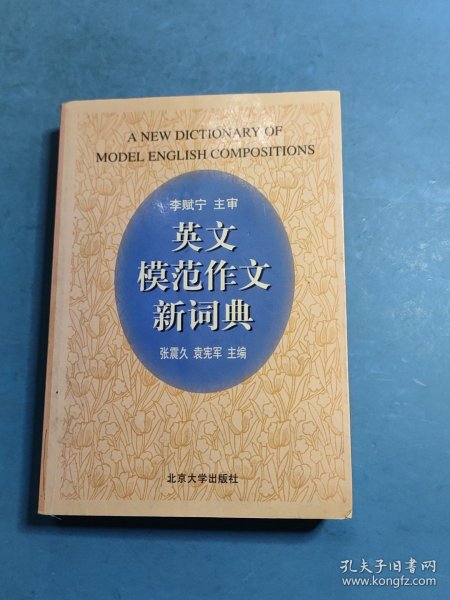 A NEW DICTIONARY OF
MODEL ENGLISH COMPOSITIONS
李赋宁 主审
英文
模范作文
新词典
张震久 袁宪军 主编
北京大学出版社
孔夫子旧书网
www.kongfz.com